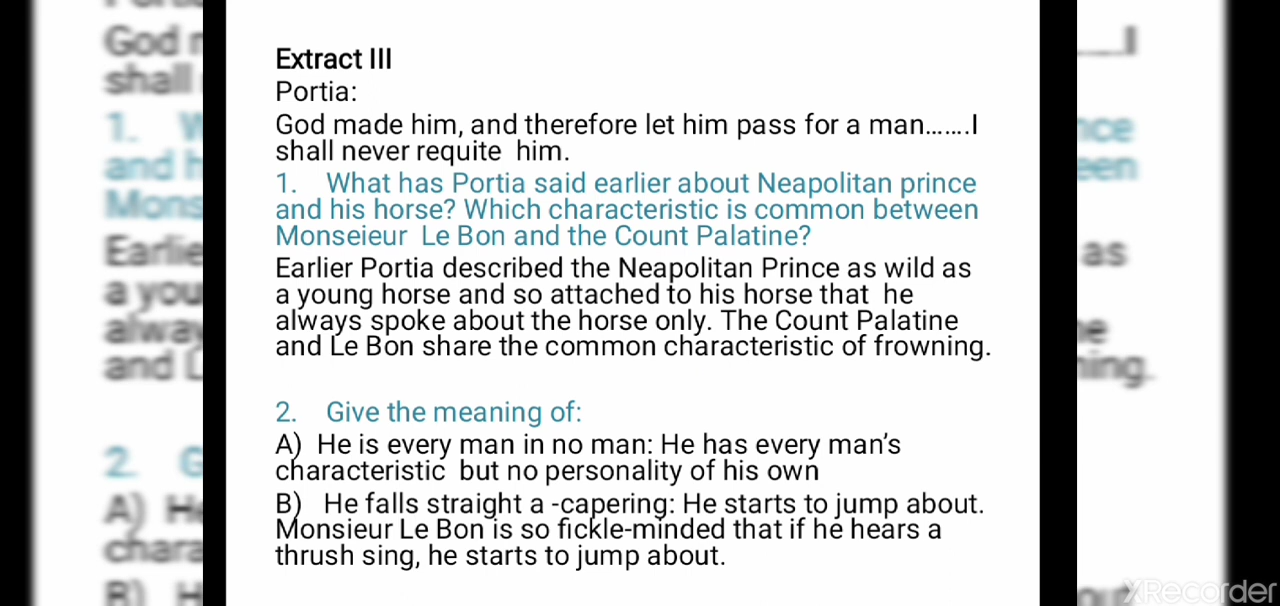 Extract III
Portia:
God made him, and therefore let him pass for a man.......I
shall never requite him.
1. What has Portia said earlier about Neapolitan prince
and his horse? Which characteristic is common between
Monseieur Le Bon and the Count Palatine?
Earlier Portia described the Neapolitan Prince as wild as
a young horse and so attached to his horse that he
always spoke about the horse only. The Count Palatine
and Le Bon share the common characteristic of frowning.
2. Give the meaning of:
A) He is every man in no man: He has every man's
characteristic but no personality of his own
B) He falls straight a -capering: He starts to jump about.
Monsieur Le Bon is so fickle-minded that if he hears a
thrush sing, he starts to jump about.
XRecorder